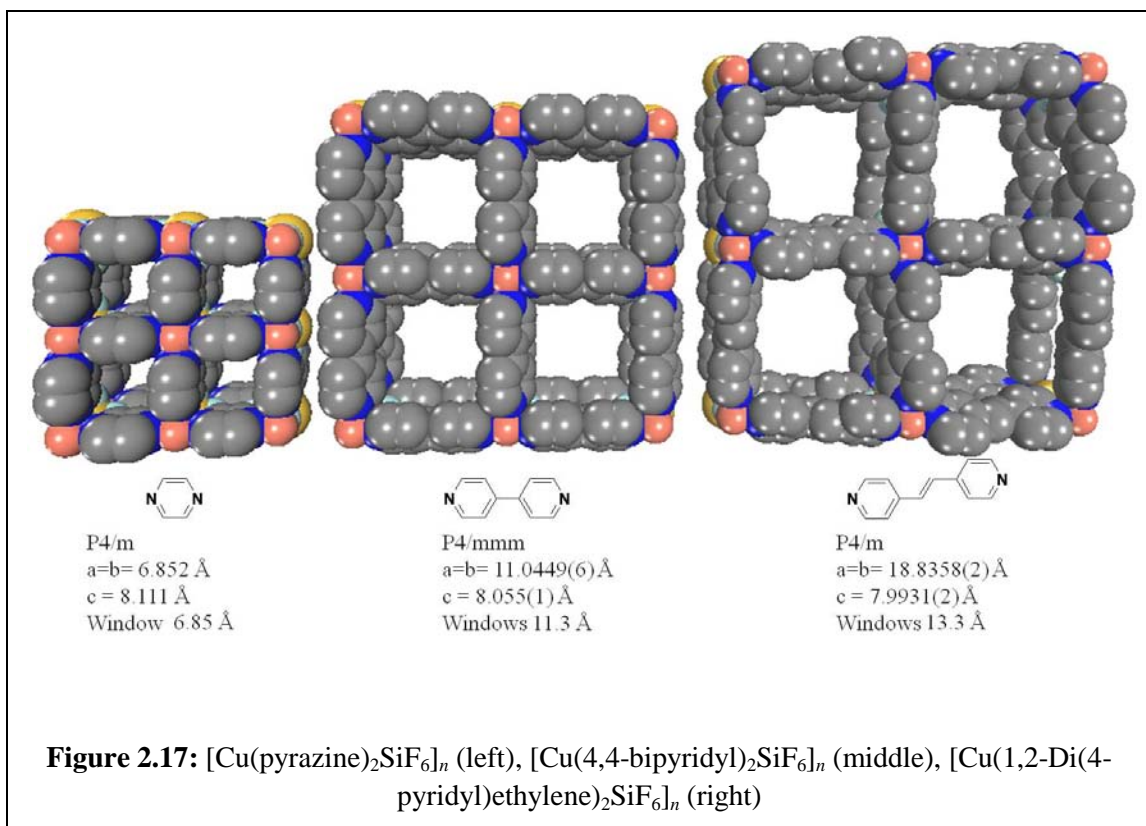 N N
N N
N N
P4/m
a=b= 6.852 Å
c = 8.111 Å
Window 6.85 Å
P4/mmm
a=b= 11.0449(6) Å
c = 8.055(1) Å
Windows 11.3 Å
P4/m
a=b= 18.8358(2) Å
c = 7.9931(2) Å
Windows 13.3 Å
Figure 2.17: [Cu(pyrazine)₂SiF₆]ₙ (left), [Cu(4,4-bipyridyl)₂SiF₆]ₙ (middle), [Cu(1,2-Di(4-
pyridyl)ethylene)₂SiF₆]ₙ (right)